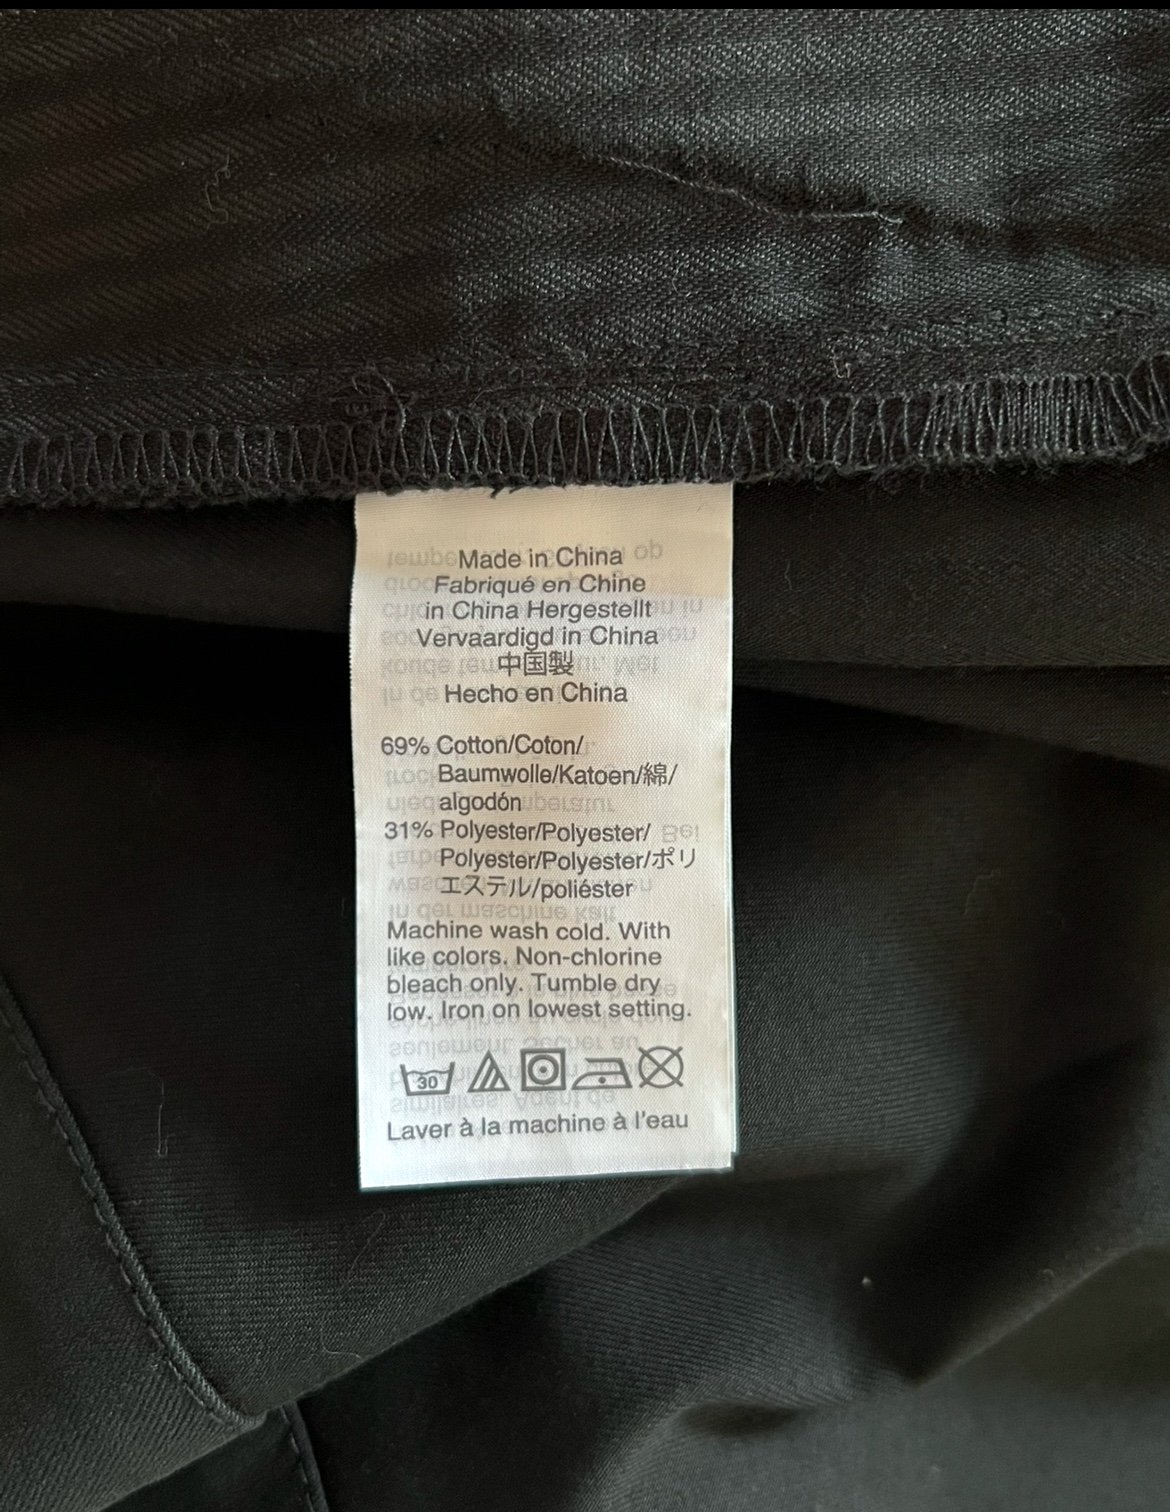 Made in China
Fabriqué en Chine
in China Hergestellt
Vervaardigd in China
中国製
Hecho en China
69% Cotton/Coton/
Baumwolle/Katoen/綿/
algodón
31% Polyester/Polyester/
Polyester/Polyester/ポリ
エステル/poliéster
Machine wash cold. With
like colors. Non-chlorine
bleach only. Tumble dry
low. Iron on lowest setting.
30
Laver à la machine à l'eau